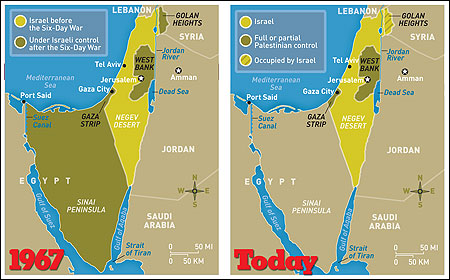 Israel before
the Six-Day War
Under Israeli control
after the Six-Day War
LEBANON
GOLAN
HEIGHTS
SYRIA
Mediterranean
Sea
WEST
BANK
Jordan
River
Tel Aviv
Jerusalem
Amman
Gaza City
Dead Sea
Port Said
Suez
Canal
GAZA
STRIP
NEGEV
DESERT
JORDAN
EGYPT
SINAI
PENINSULA
Gulf of Suez
Gulf of Aqaba
SAUDI
ARABIA
Strait
of Tiran
N
W E
S
0 50 MI
0 50 KM
1967
Israel
Full or partial
Palestinian control
Occupied by Israel
LEBANON
GOLAN
HEIGHTS
SYRIA
Mediterranean
Sea
WEST
BANK
Jordan
River
Tel Aviv
Jerusalem
Amman
Gaza City
Dead Sea
Port Said
Suez
Canal
GAZA
STRIP
NEGEV
DESERT
JORDAN
EGYPT
SINAI
PENINSULA
Gulf of Suez
Gulf of Aqaba
SAUDI
ARABIA
Strait
of Tiran
N
W E
S
0 50 MI
0 50 KM
Today